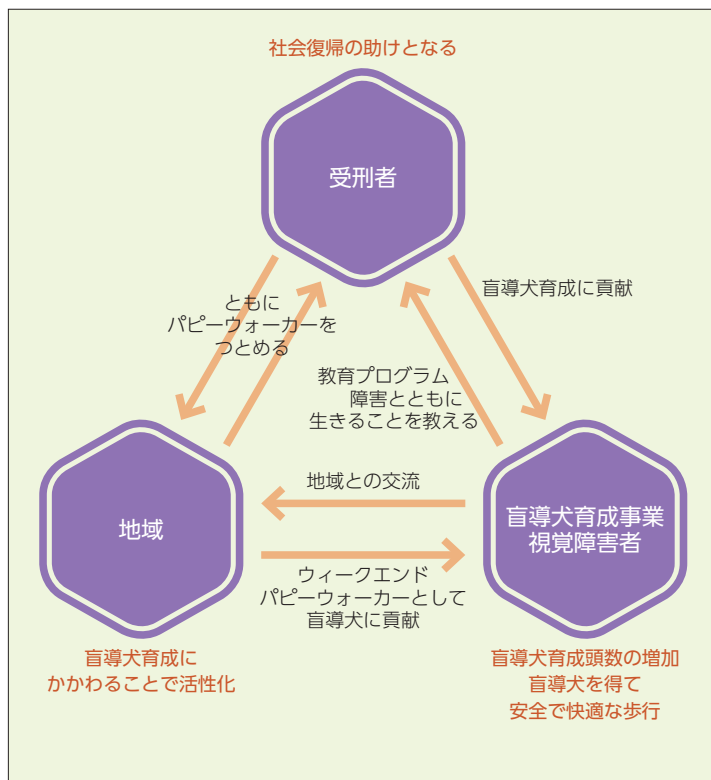 社会復帰の助けとなる
受刑者
盲導犬育成に貢献
ともに
パピーウォーカーを
つとめる
教育プログラム
障害とともに
生きることを教える
地域との交流
地域
盲導犬育成事業
視覚障害者
ウィークエンド
パピーウォーカーとして
盲導犬に貢献
盲導犬育成に
かかわることで活性化
盲導犬育成頭数の増加
盲導犬を得て
安全で快適な歩行